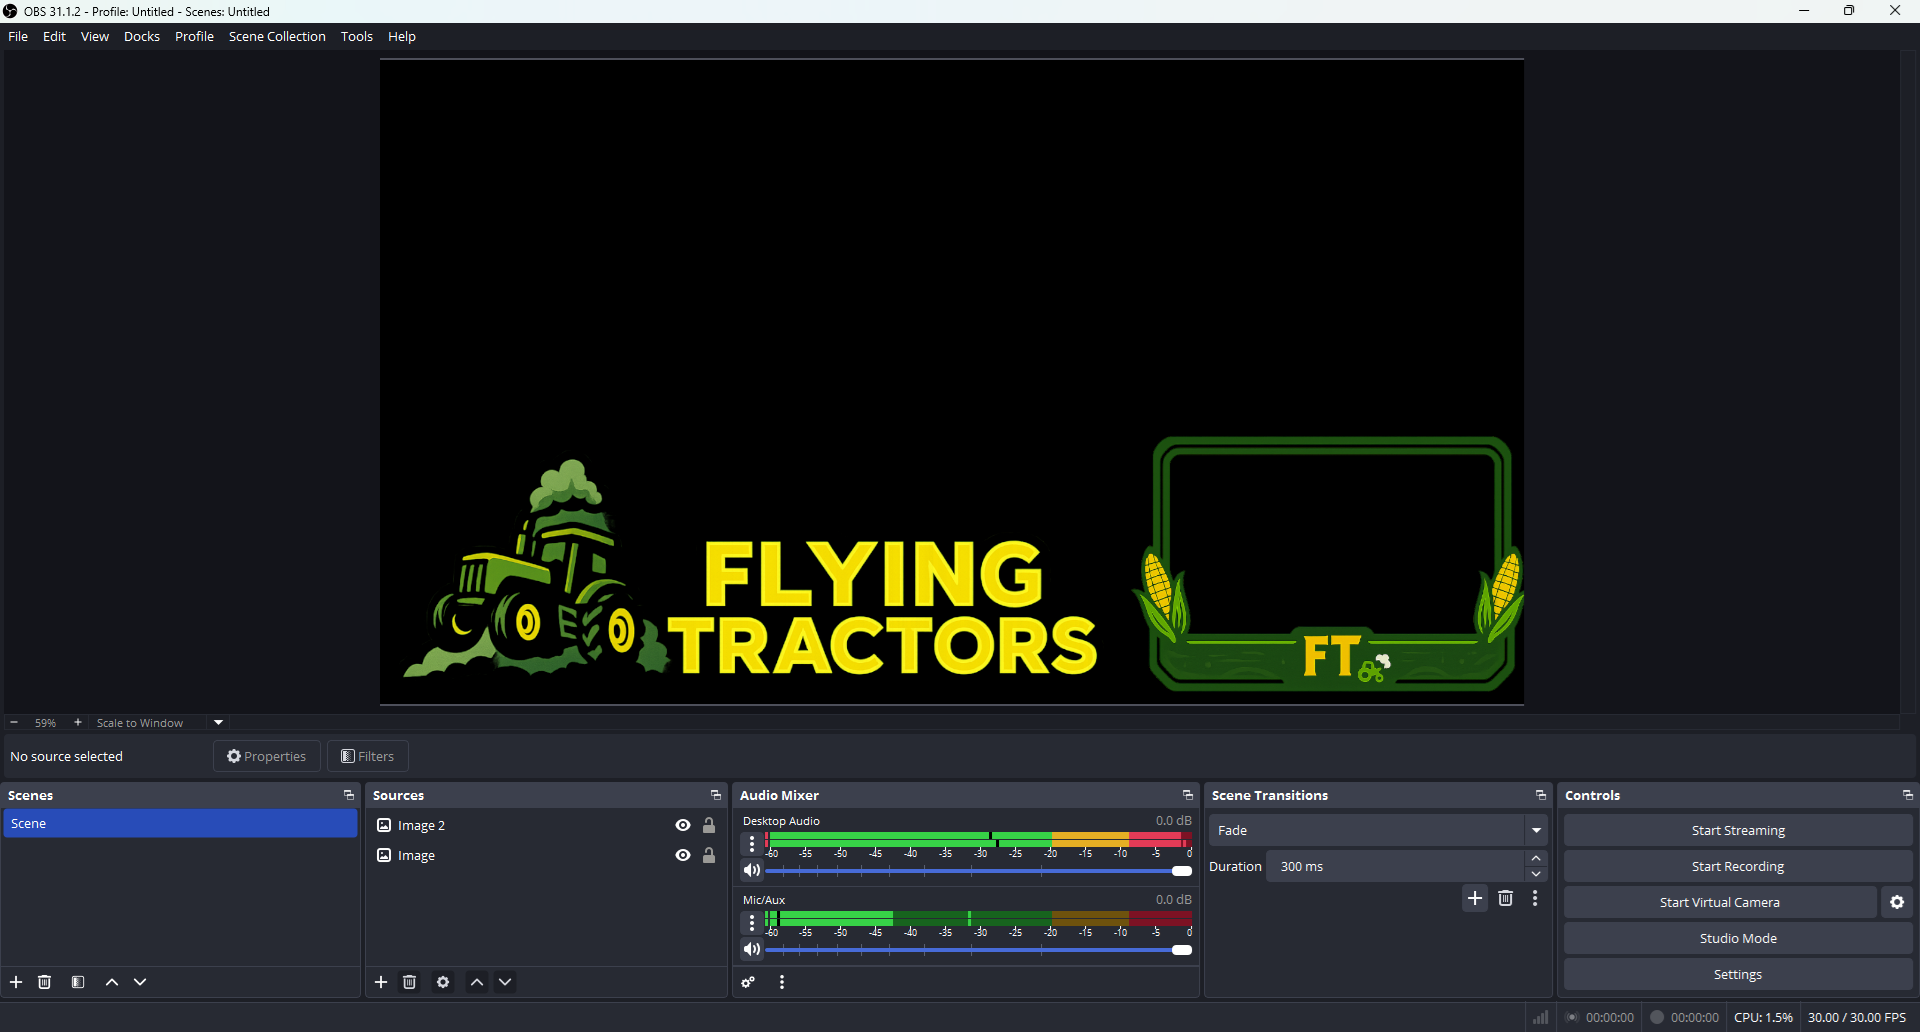 OBS 31.1.2 - Profile: Untitled - Scenes: Untitled
File Edit View Docks Profile Scene Collection Tools Help
FLYING
TRACTORS
FT
59% Scale to Window
No source selected Properties Filters
Scenes
Scene
Sources
Image 2
Image
Audio Mixer
Desktop Audio 0.0 dB
-60 -55 -50 -45 -40 -35 -30 -25 -20 -15 -10 -5 0
Mic/Aux 0.0 dB
-60 -55 -50 -45 -40 -35 -30 -25 -20 -15 -10 -5 0
Scene Transitions
Fade
Duration 300 ms
Controls
Start Streaming
Start Recording
Start Virtual Camera
Studio Mode
Settings
00:00:00 00:00:00 CPU: 1.5% 30.00 / 30.00 FPS